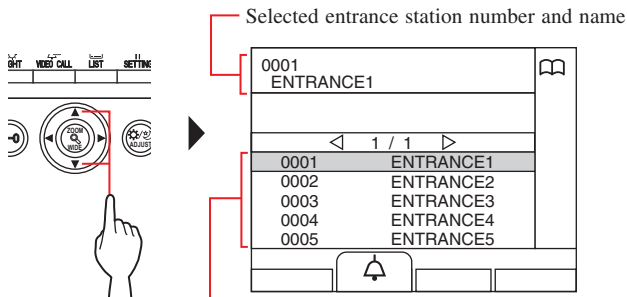 Selected entrance station number and name
GHT VIDEO CALL LIST SETTING
0001
ENTRANCE1
ZOOM
WIDE
ADJUST
1 / 1
0001 ENTRANCE1
0002 ENTRANCE2
0003 ENTRANCE3
0004 ENTRANCE4
0005 ENTRANCE5